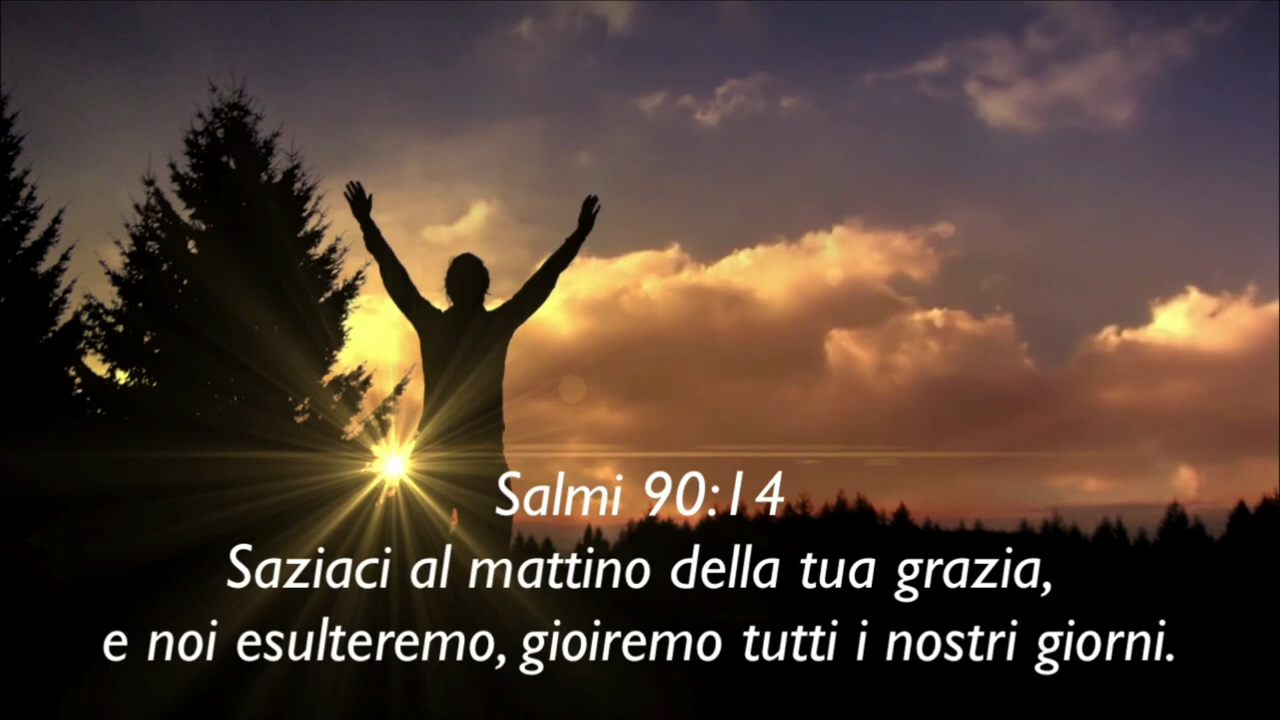 Salmi 90:14
Saziaci al mattino della tua grazia,
e noi esulteremo, gioiremo tutti i nostri giorni.